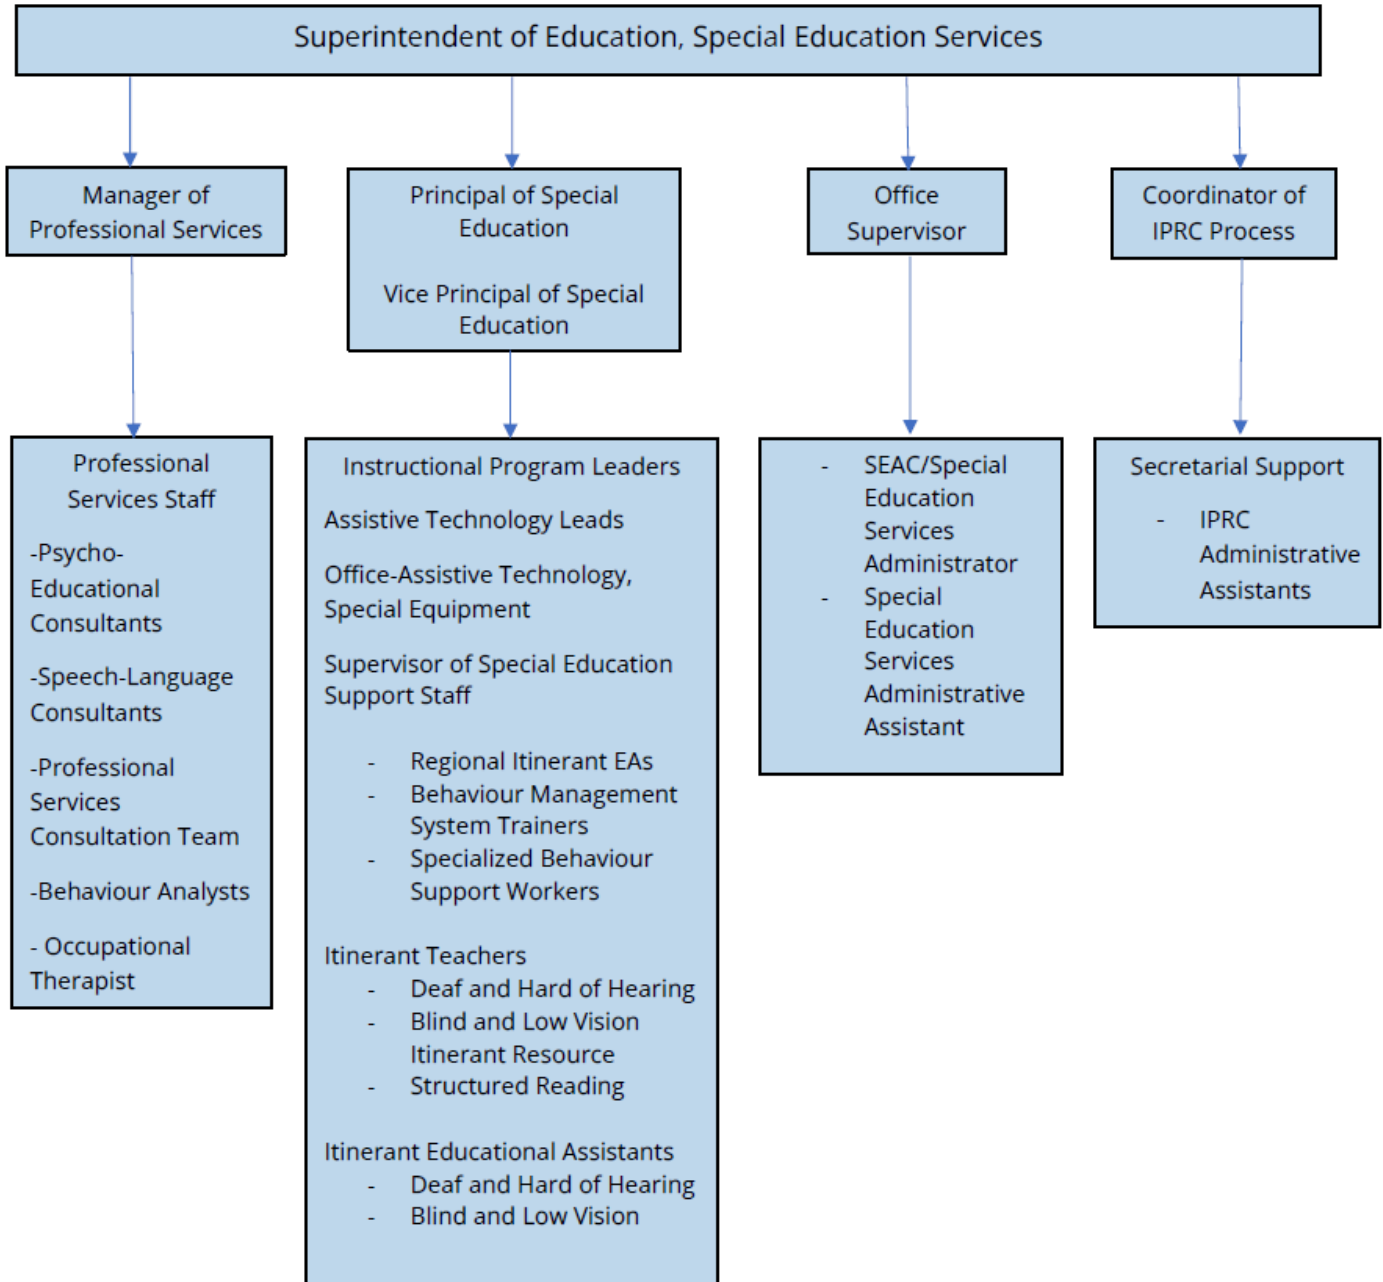 Superintendent of Education, Special Education Services
Manager of
Professional Services
Principal of Special
Education
Vice Principal of Special
Education
Office
Supervisor
Coordinator of
IPRC Process
Professional
Services Staff
-Psycho-
Educational
Consultants
-Speech-Language
Consultants
-Professional
Services
Consultation Team
-Behaviour Analysts
- Occupational
Therapist
Instructional Program Leaders
Assistive Technology Leads
Office-Assistive Technology,
Special Equipment
Supervisor of Special Education
Support Staff
- Regional Itinerant EAs
- Behaviour Management
System Trainers
- Specialized Behaviour
Support Workers
Itinerant Teachers
- Deaf and Hard of Hearing
- Blind and Low Vision
Itinerant Resource
- Structured Reading
Itinerant Educational Assistants
- Deaf and Hard of Hearing
- Blind and Low Vision
- SEAC/Special
Education
Services
Administrator
- Special
Education
Services
Administrative
Assistant
Secretarial Support
- IPRC
Administrative
Assistants